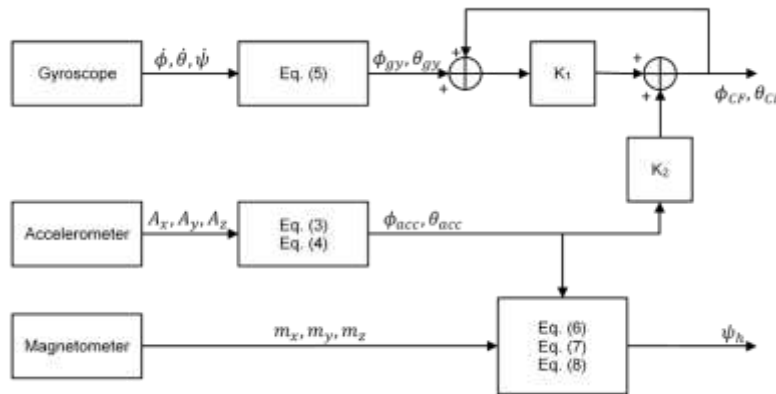 Gyroscope
ϕ̇, θ̇, ψ̇
Eq. (5)
ϕ_gy, θ_gy
+
+
K₁
+
+
ϕ_CF, θ_C
K₂
Accelerometer
A_x, A_y, A_z
Eq. (3)
Eq. (4)
ϕ_acc, θ_acc
Magnetometer
m_x, m_y, m_z
Eq. (6)
Eq. (7)
Eq. (8)
ψ_h